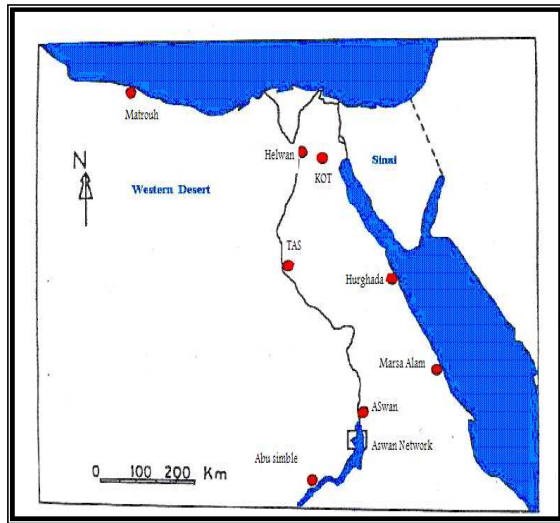 Matrouh
Helwan
KOT
Sinai
N
Western Desert
TAS
Hurghada
Marsa Alam
ASwan
Aswan Network
Abu simble
0 100 200 Km